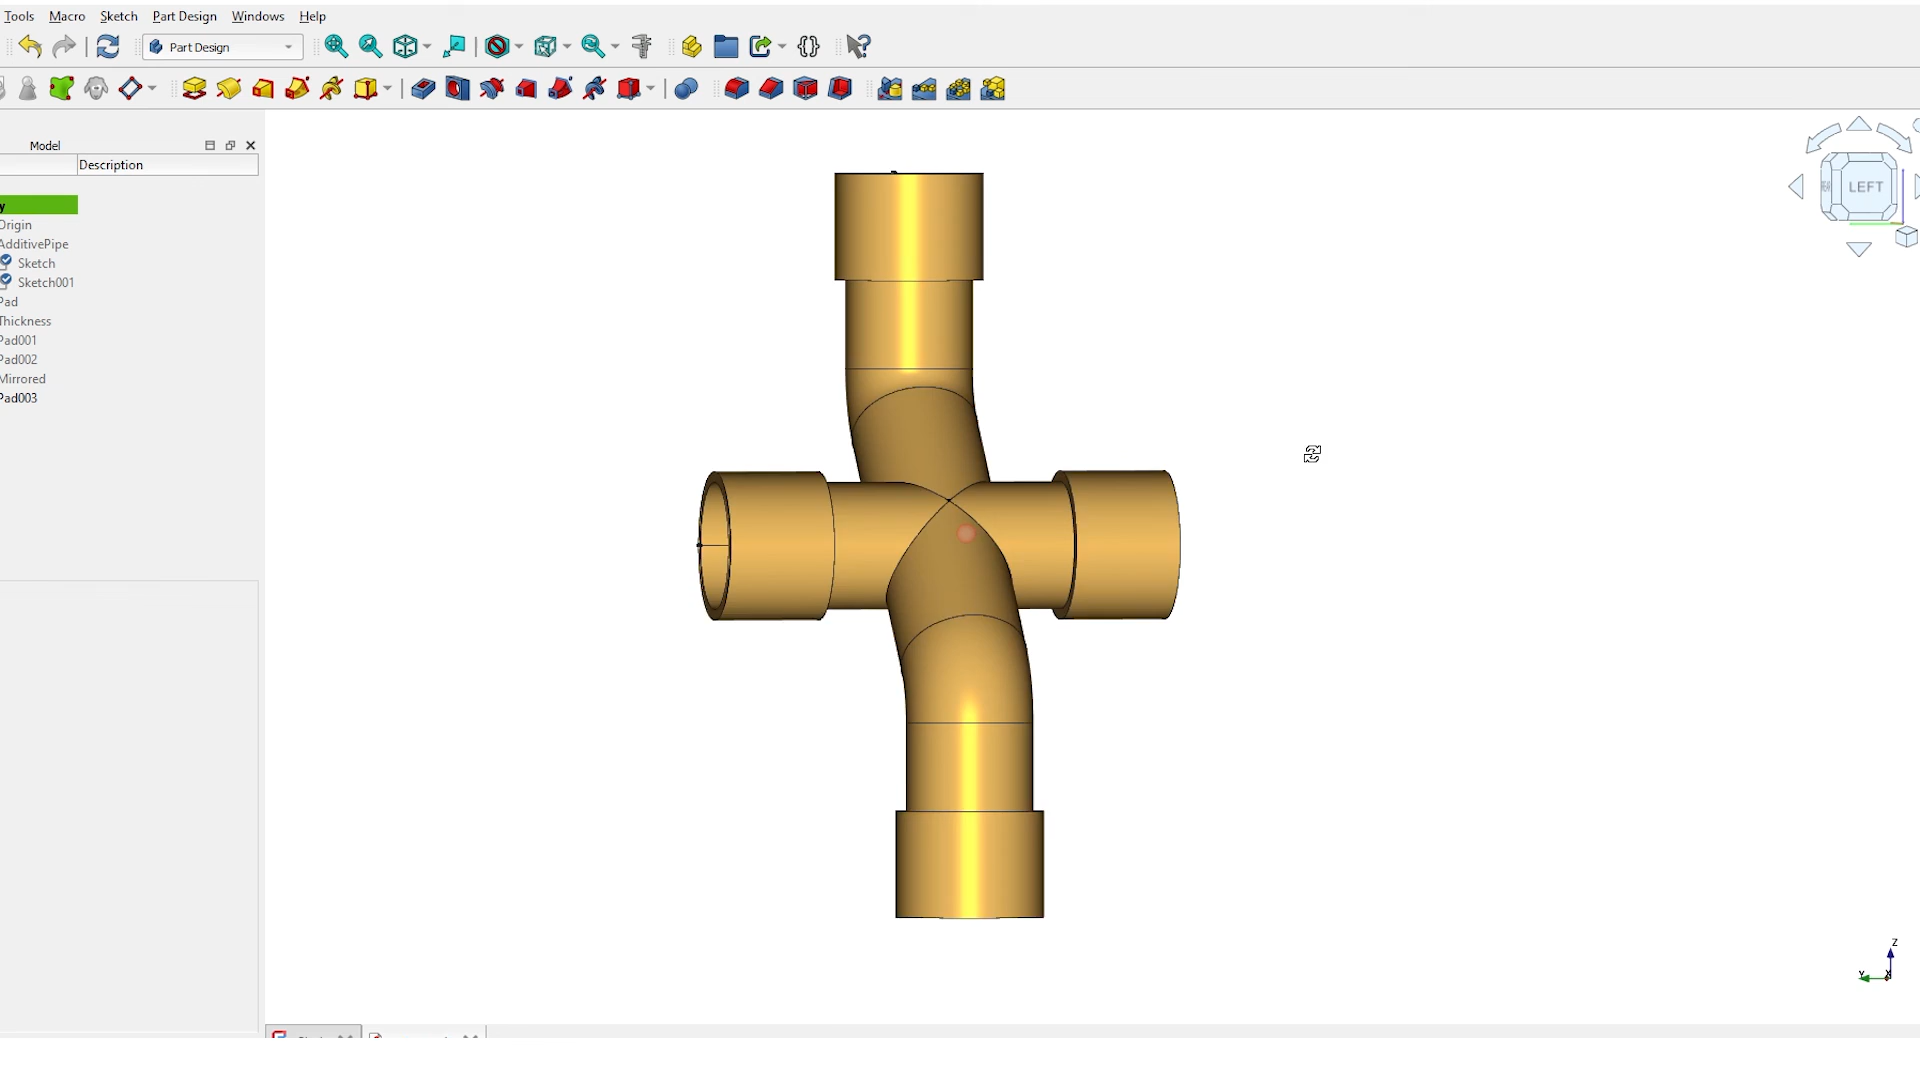 Tools Macro Sketch Part Design Windows Help
Part Design
Model
Description
y
Origin
AdditivePipe
Sketch
Sketch001
Pad
Thickness
Pad001
Pad002
Mirrored
Pad003
LEFT
Z
Y X